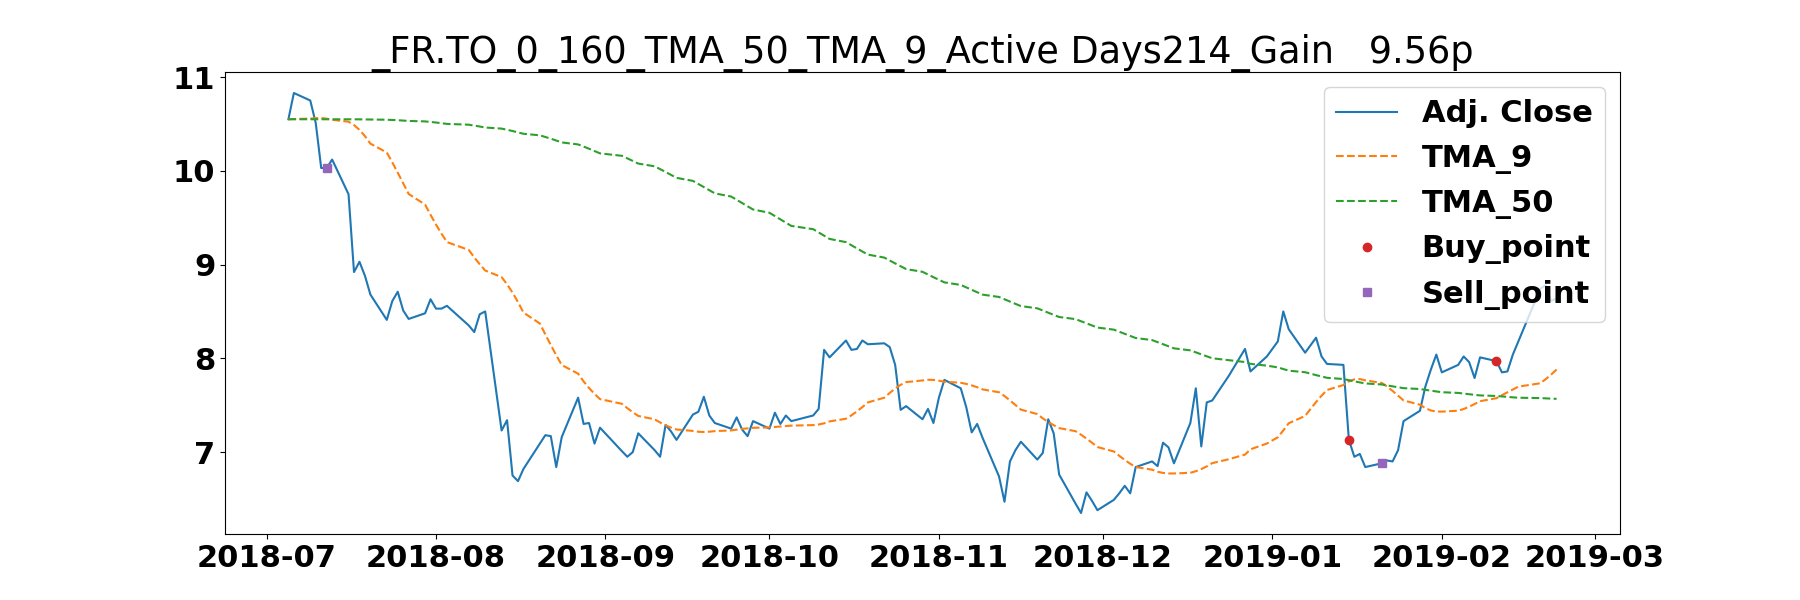 _FR.TO_0_160_TMA_50_TMA_9_Active Days214_Gain   9.56p
11
10
9
8
7
Adj. Close
TMA_9
TMA_50
Buy_point
Sell_point
2018-07 2018-08 2018-09 2018-10 2018-11 2018-12 2019-01 2019-02 2019-03